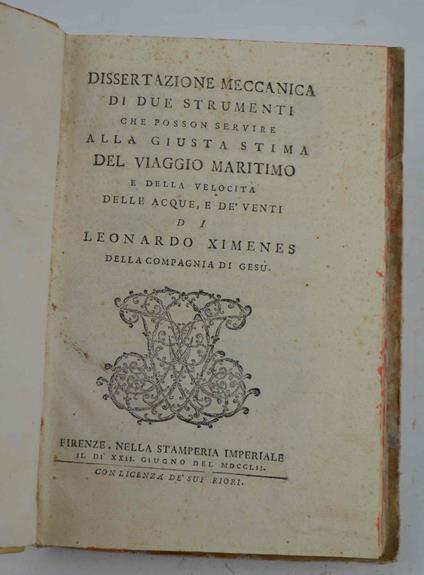 DISSERTAZIONE MECCANICA
DI DUE STRUMENTI
CHE POSSON SERVIRE
ALLA GIUSTA STIMA
DEL VIAGGIO MARITIMO
E DELLA VELOCITÀ
DELLE ACQUE, E DE' VENTI
DI
LEONARDO XIMENES
DELLA COMPAGNIA DI GESÙ.
FIRENZE. NELLA STAMPERIA IMPERIALE
IL DÌ XXII. GIUGNO DEL MDCCLII.
CON LICENZA DE' SUPERIORI.